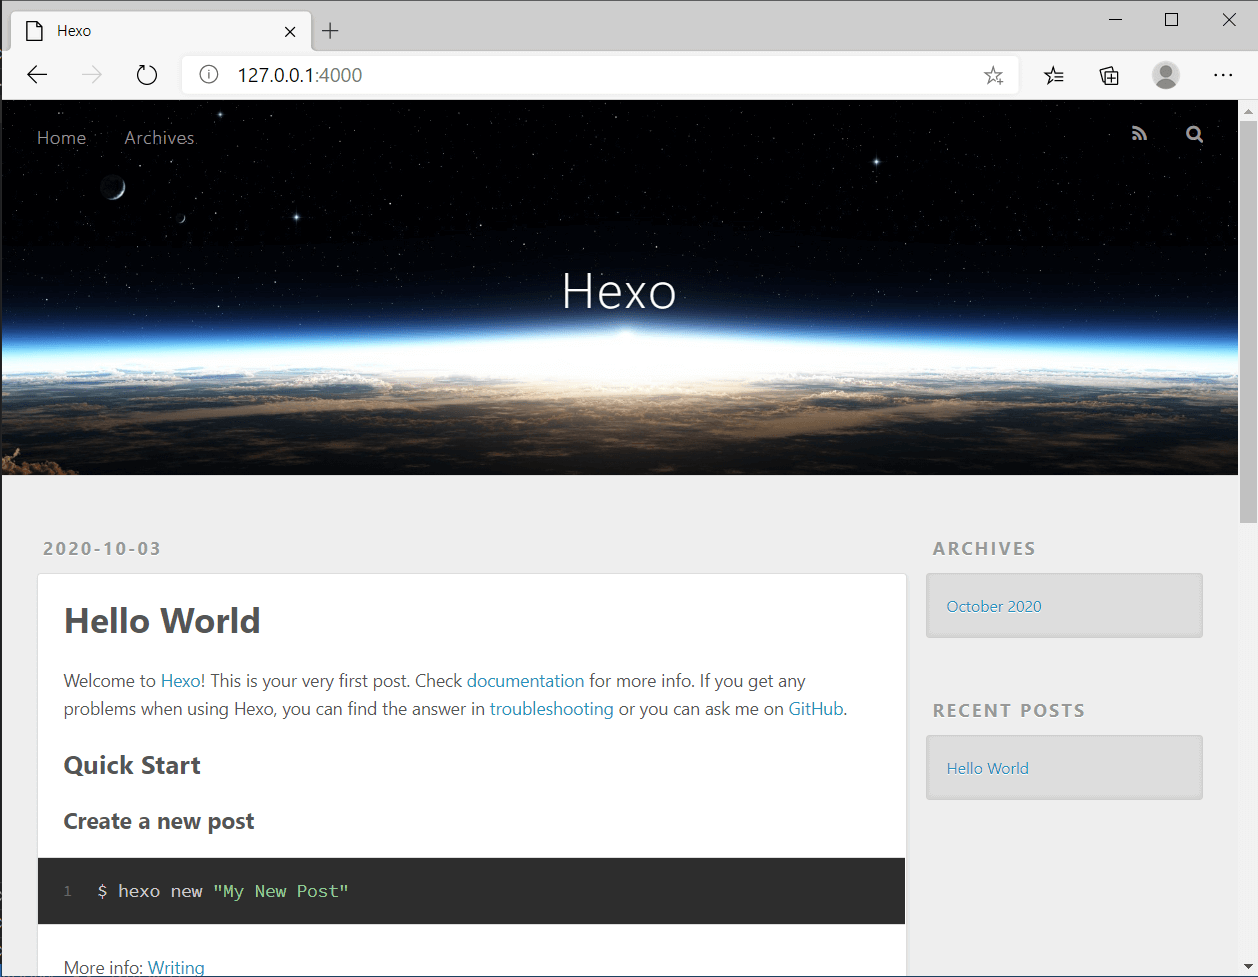 Hexo
127.0.0.1:4000
Home Archives
Hexo
2020-10-03
Hello World
Welcome to Hexo! This is your very first post. Check documentation for more info. If you get any
problems when using Hexo, you can find the answer in troubleshooting or you can ask me on GitHub.
Quick Start
Create a new post
1 $ hexo new "My New Post"
More info: Writing
ARCHIVES
October 2020
RECENT POSTS
Hello World